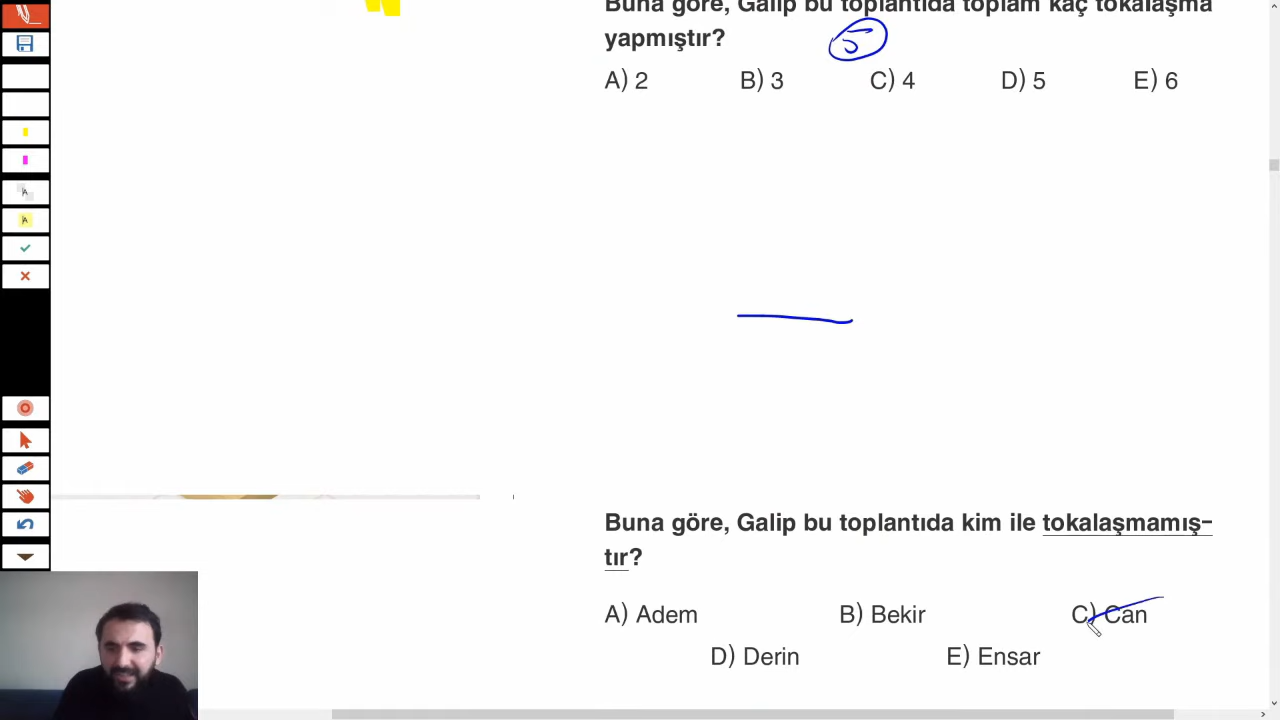 Buna göre, Galip bu toplantıda toplam kaç tokalaşma
yapmıştır?
5
A) 2 B) 3 C) 4 D) 5 E) 6
Buna göre, Galip bu toplantıda kim ile tokalaşmamış-
tır?
A) Adem B) Bekir C) Can
D) Derin E) Ensar